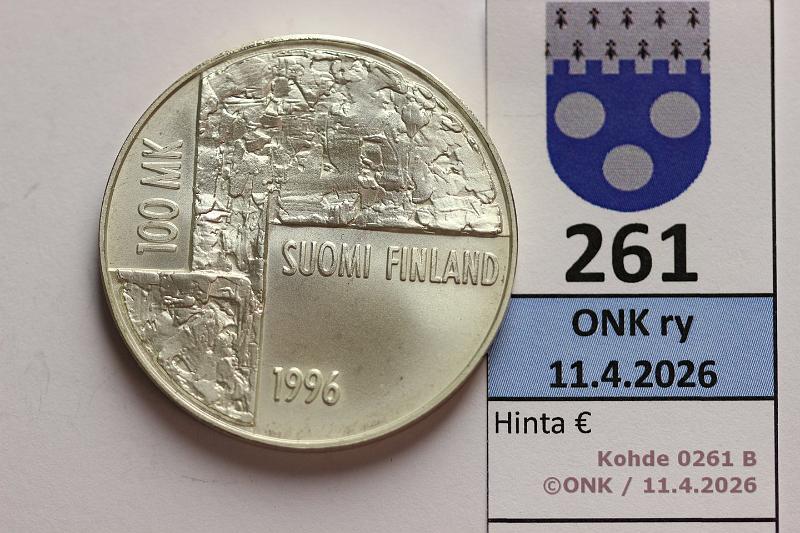 100 MK
SUOMI FINLAND
1996
261
ONK ry
11.4.2026
Hinta €
Kohde 0261 B
©ONK / 11.4.2026